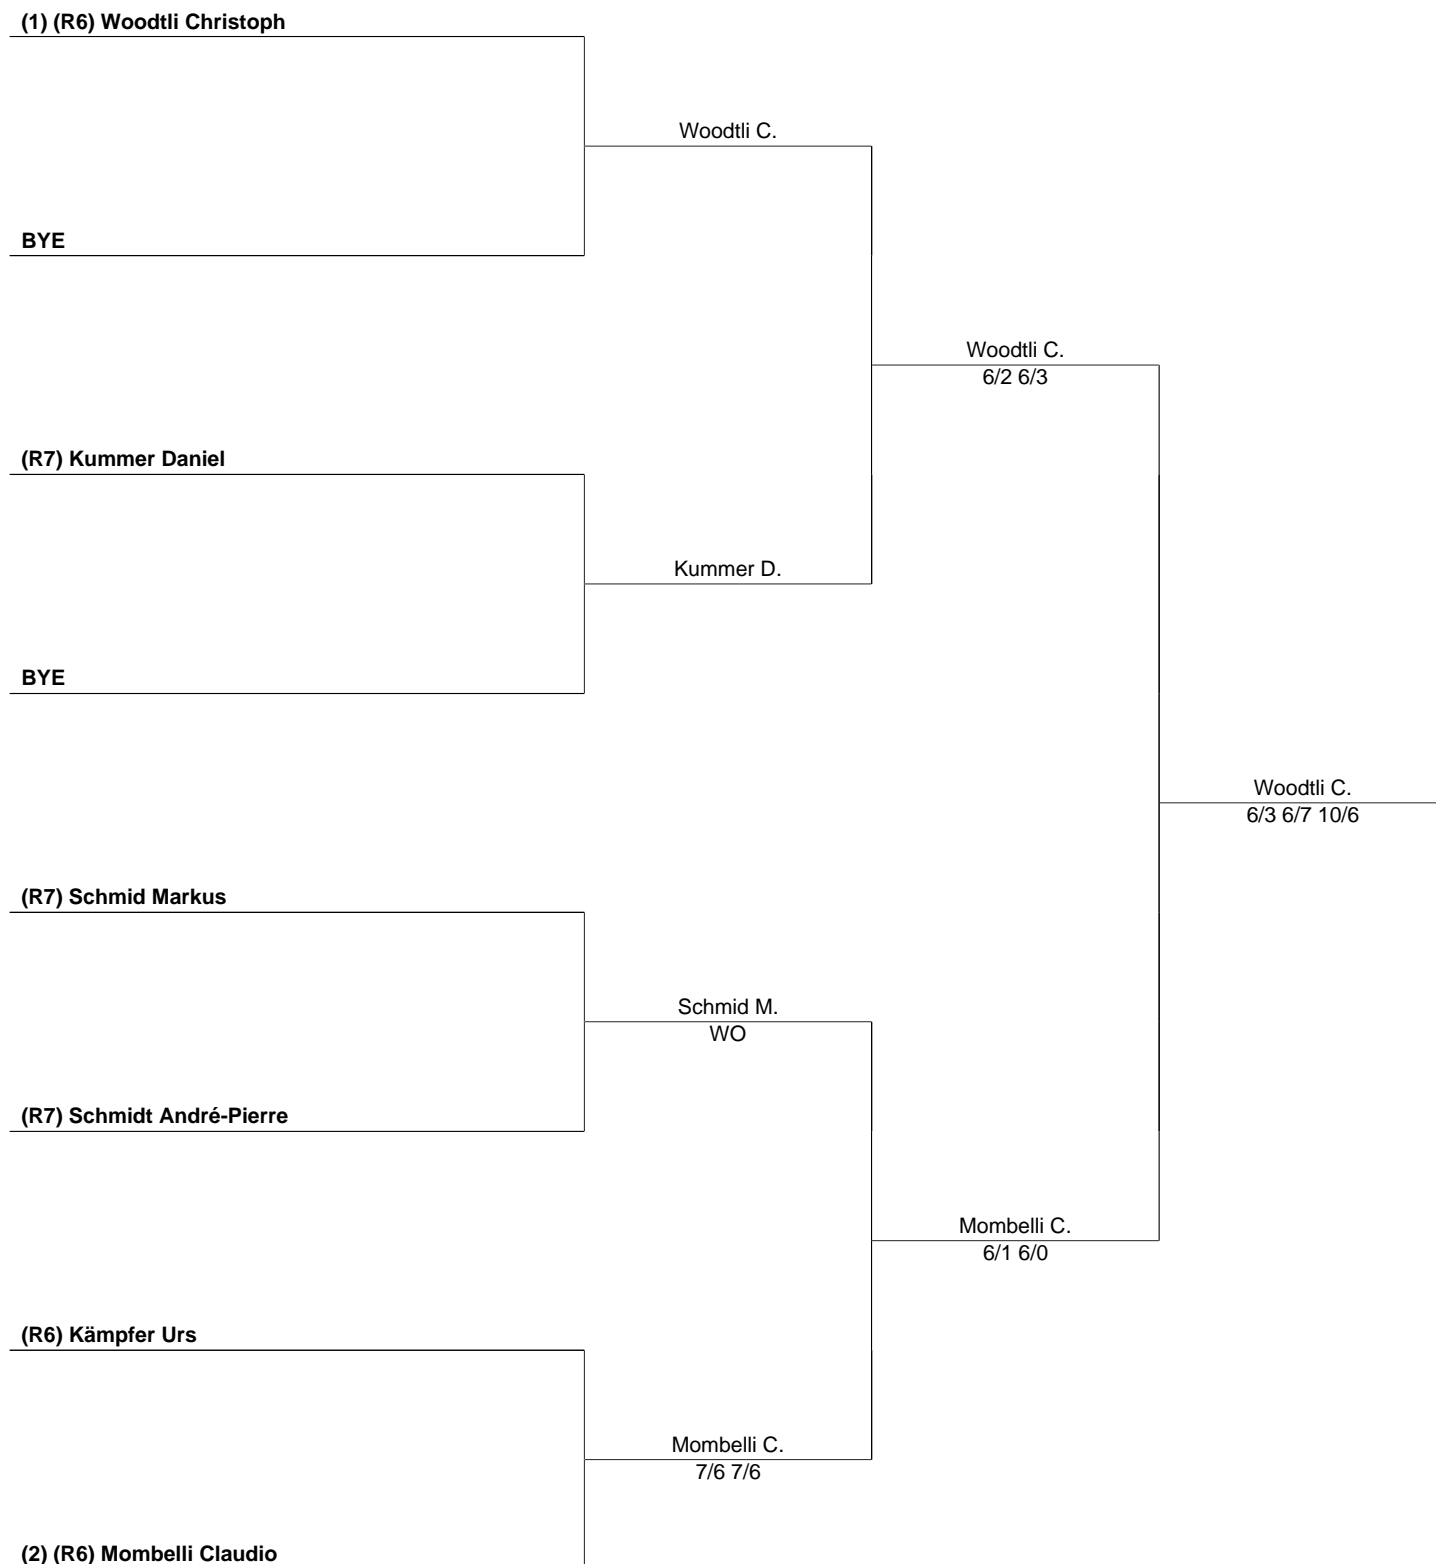 (1) (R6) Woodtli Christoph
Woodtli C.
BYE
Woodtli C.
6/2 6/3
(R7) Kummer Daniel
Kummer D.
BYE
Woodtli C.
6/3 6/7 10/6
(R7) Schmid Markus
Schmid M.
WO
(R7) Schmidt André-Pierre
Mombelli C.
6/1 6/0
(R6) Kämpfer Urs
Mombelli C.
7/6 7/6
(2) (R6) Mombelli Claudio